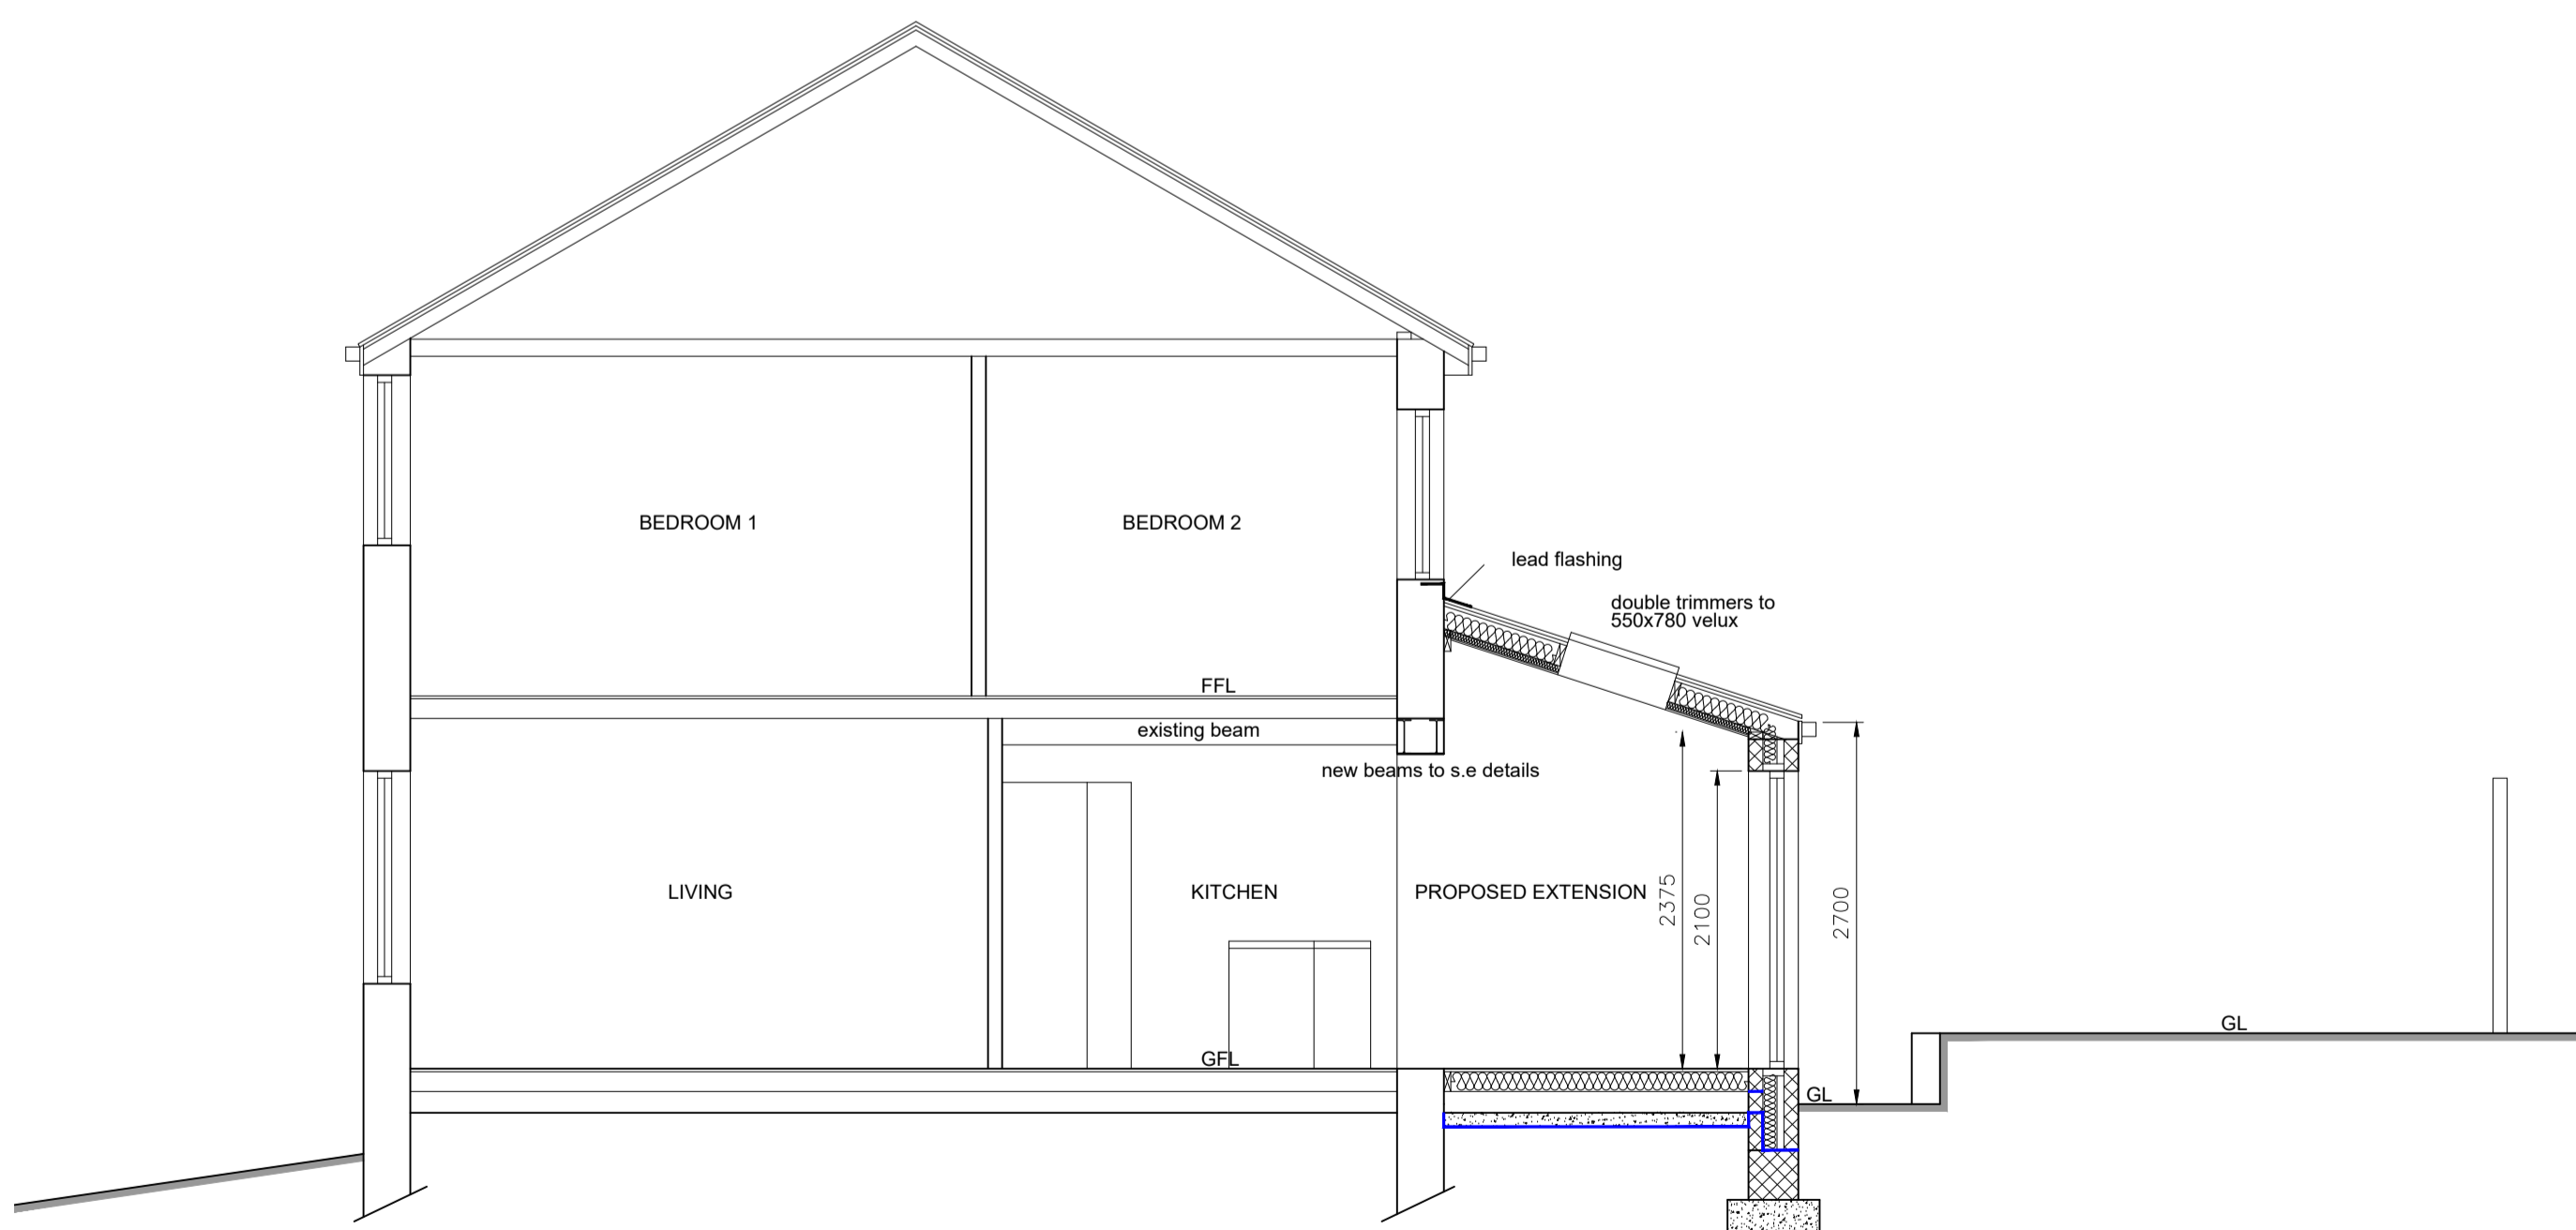 BEDROOM 1
BEDROOM 2
lead flashing
double trimmers to
550x780 velux
FFL
existing beam
new beams to s.e details
LIVING
KITCHEN
PROPOSED EXTENSION
2375
2100
2700
GFL
GL
GL